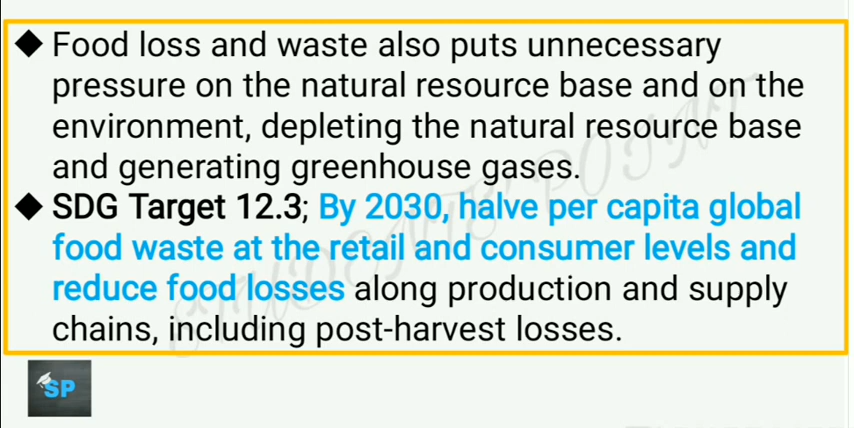 ◆ Food loss and waste also puts unnecessary
pressure on the natural resource base and on the
environment, depleting the natural resource base
and generating greenhouse gases.
◆ SDG Target 12.3; By 2030, halve per capita global
food waste at the retail and consumer levels and
reduce food losses along production and supply
chains, including post-harvest losses.
STUDENTS POINT
SP